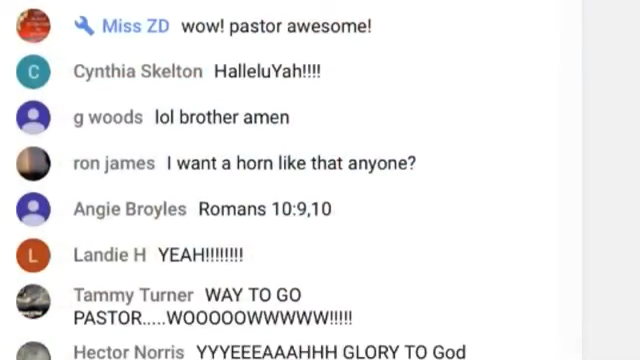 Miss ZD wow! pastor awesome!
C Cynthia Skelton HalleluYah!!!!
g woods lol brother amen
ron james I want a horn like that anyone?
Angie Broyles Romans 10:9,10
L Landie H YEAH!!!!!!!!
Tammy Turner WAY TO GO
PASTOR.....WOOOOOWWWWW!!!!!
Hector Norris YYYEEEAAAHHH GLORY TO God